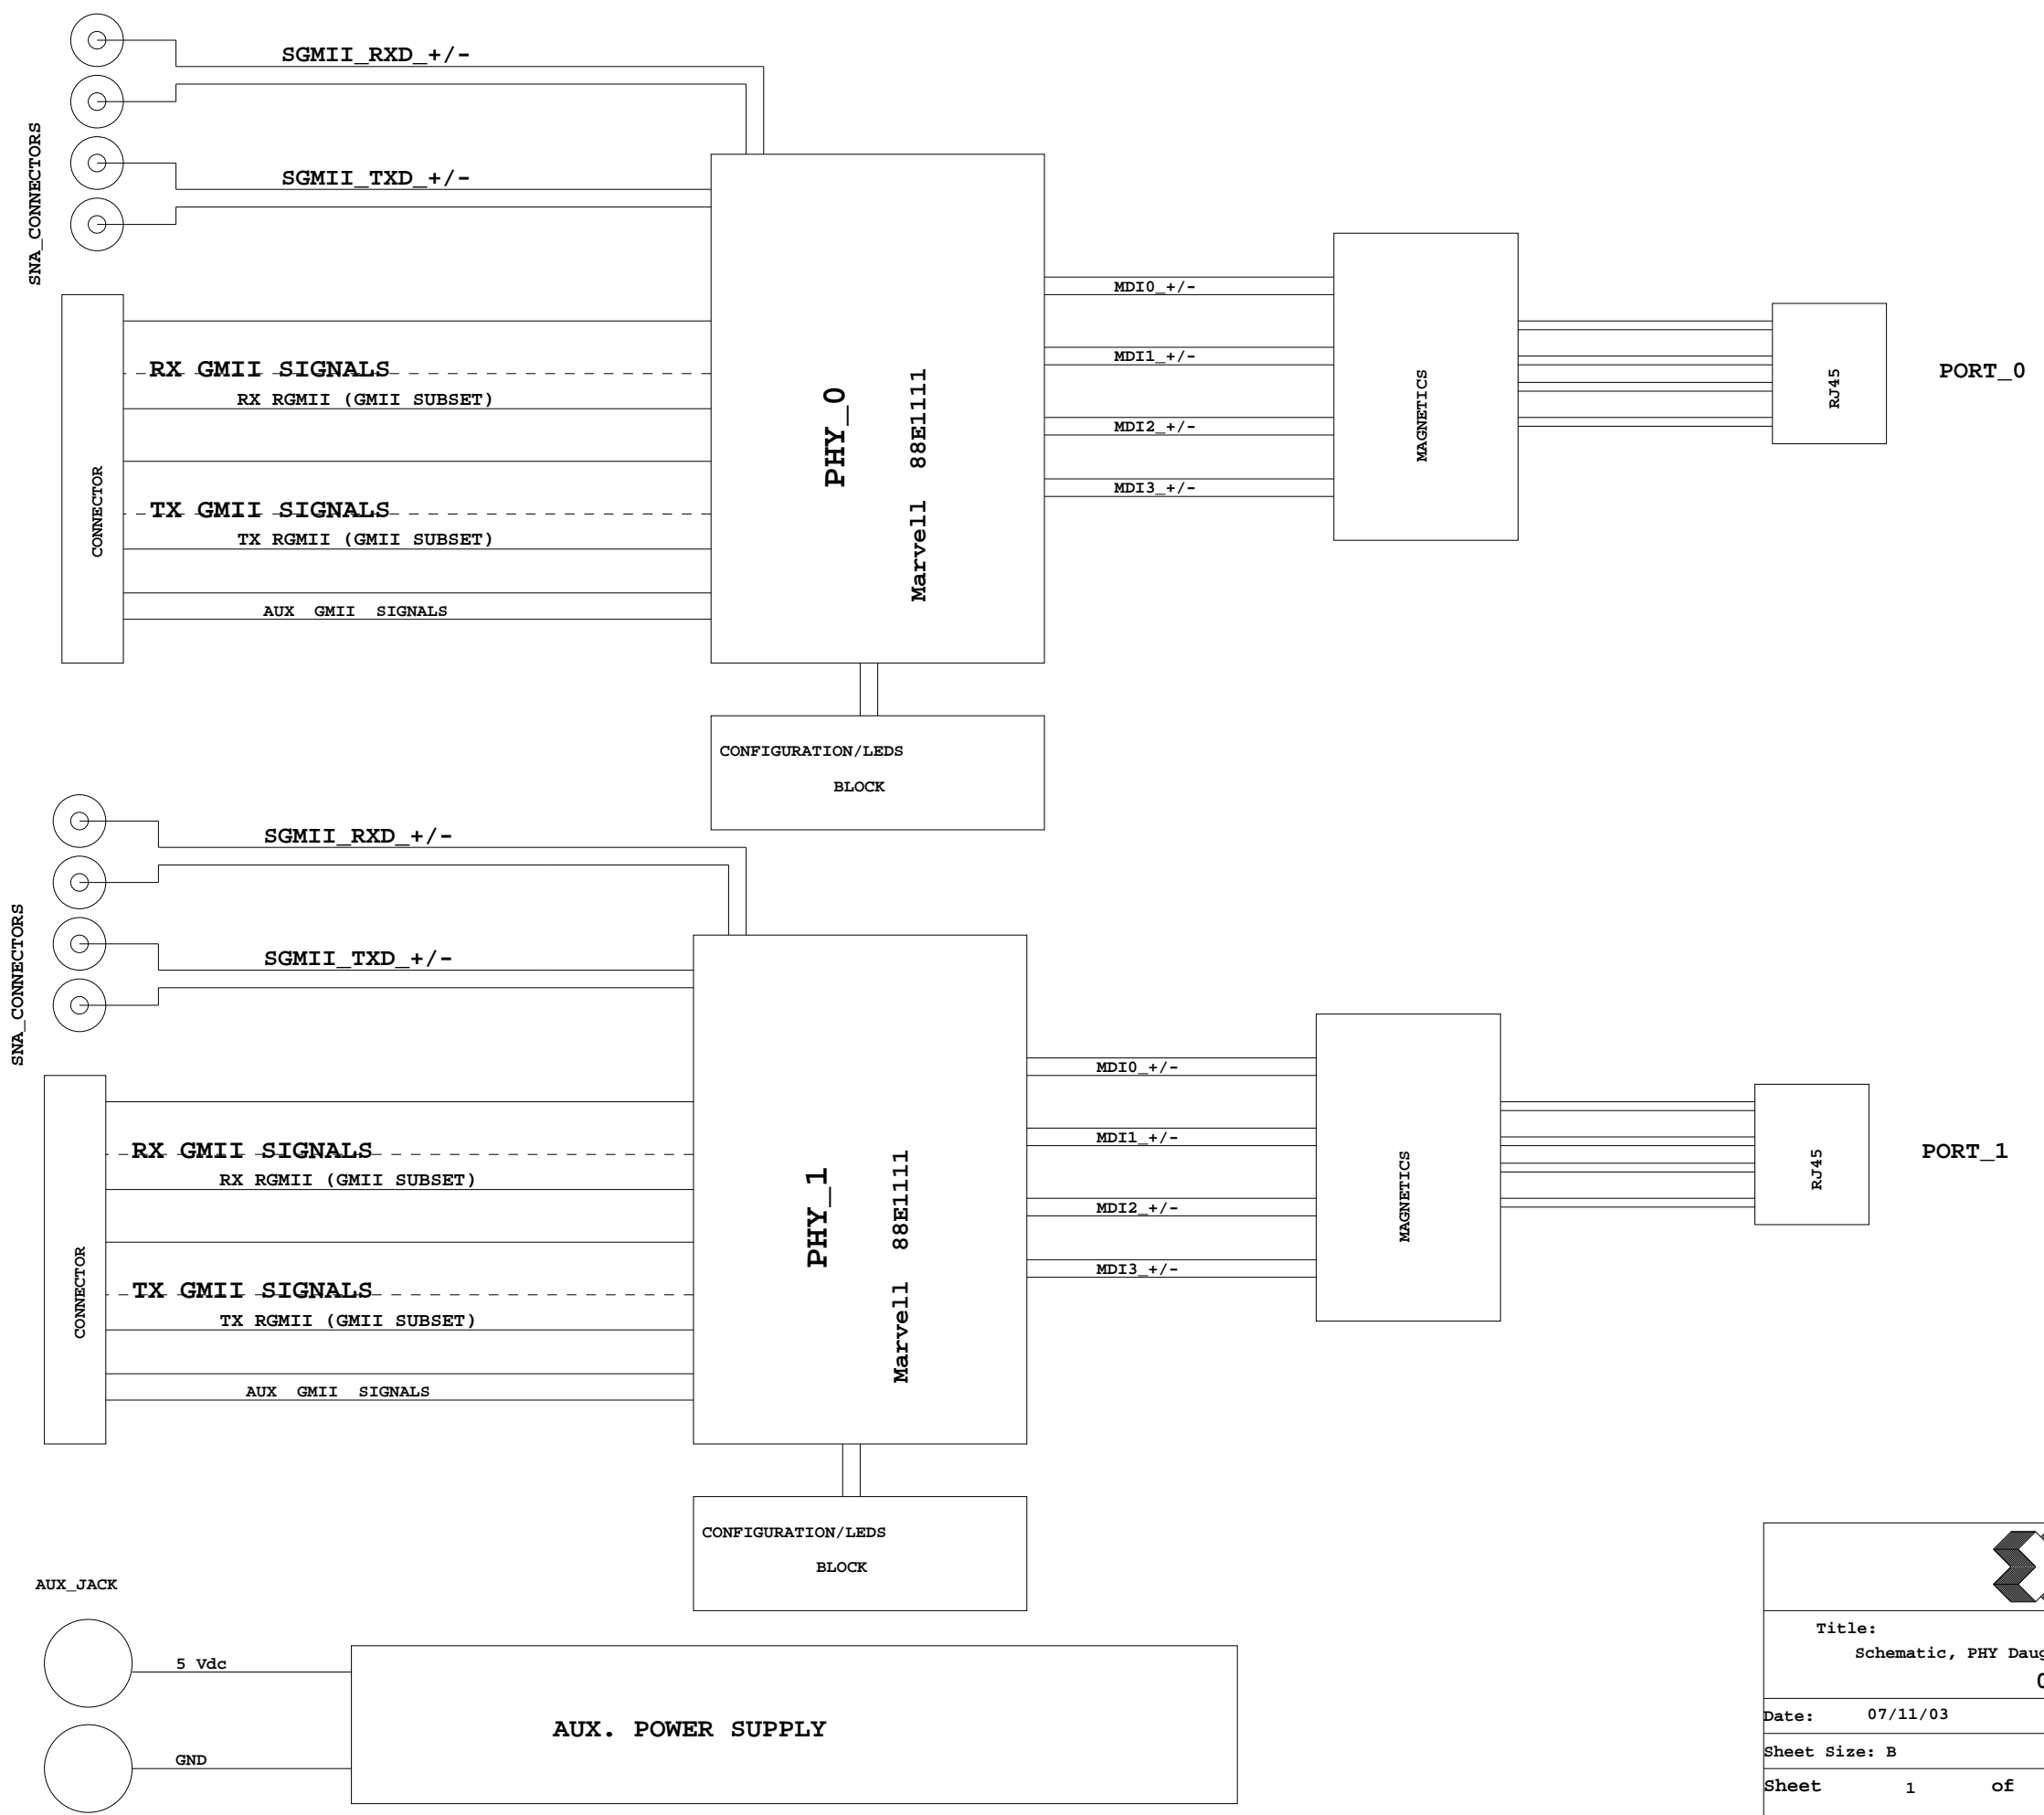 SGMII_RXD_+/-
SGMII_TXD_+/-
SNA_CONNECTORS
CONNECTOR
RX GMII SIGNALS
RX RGMII (GMII SUBSET)
TX GMII SIGNALS
TX RGMII (GMII SUBSET)
AUX GMII SIGNALS
PHY_0
Marvell 88E1111
MDI0_+/-
MDI1_+/-
MDI2_+/-
MDI3_+/-
MAGNETICS
RJ45
PORT_0
CONFIGURATION/LEDS
BLOCK
SGMII_RXD_+/-
SGMII_TXD_+/-
SNA_CONNECTORS
CONNECTOR
RX GMII SIGNALS
RX RGMII (GMII SUBSET)
TX GMII SIGNALS
TX RGMII (GMII SUBSET)
AUX GMII SIGNALS
PHY_1
Marvell 88E1111
MDI0_+/-
MDI1_+/-
MDI2_+/-
MDI3_+/-
MAGNETICS
RJ45
PORT_1
CONFIGURATION/LEDS
BLOCK
AUX_JACK
5 Vdc
GND
AUX. POWER SUPPLY
Title:
Schematic, PHY Daug
Date: 07/11/03
Sheet Size: B
Sheet 1 of